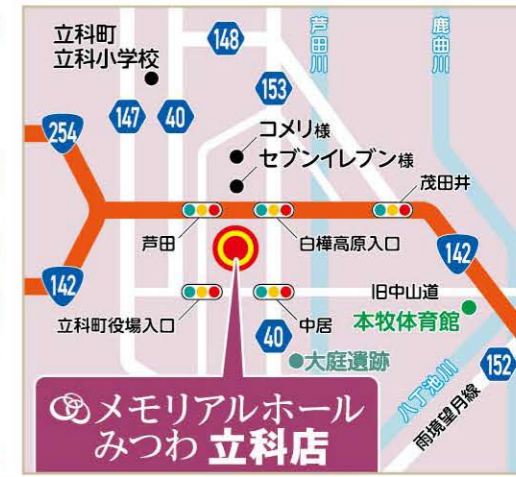 立科町
立科小学校
148
芦田川
鹿曲川
153
147
40
254
コメリ様
セブンイレブン様
茂田井
芦田
白樺高原入口
142
142
旧中山道
立科町役場入口
中居
本牧体育館
40
大庭遺跡
八丁地川
雨境望月線
152
メモリアルホール
みつわ 立科店